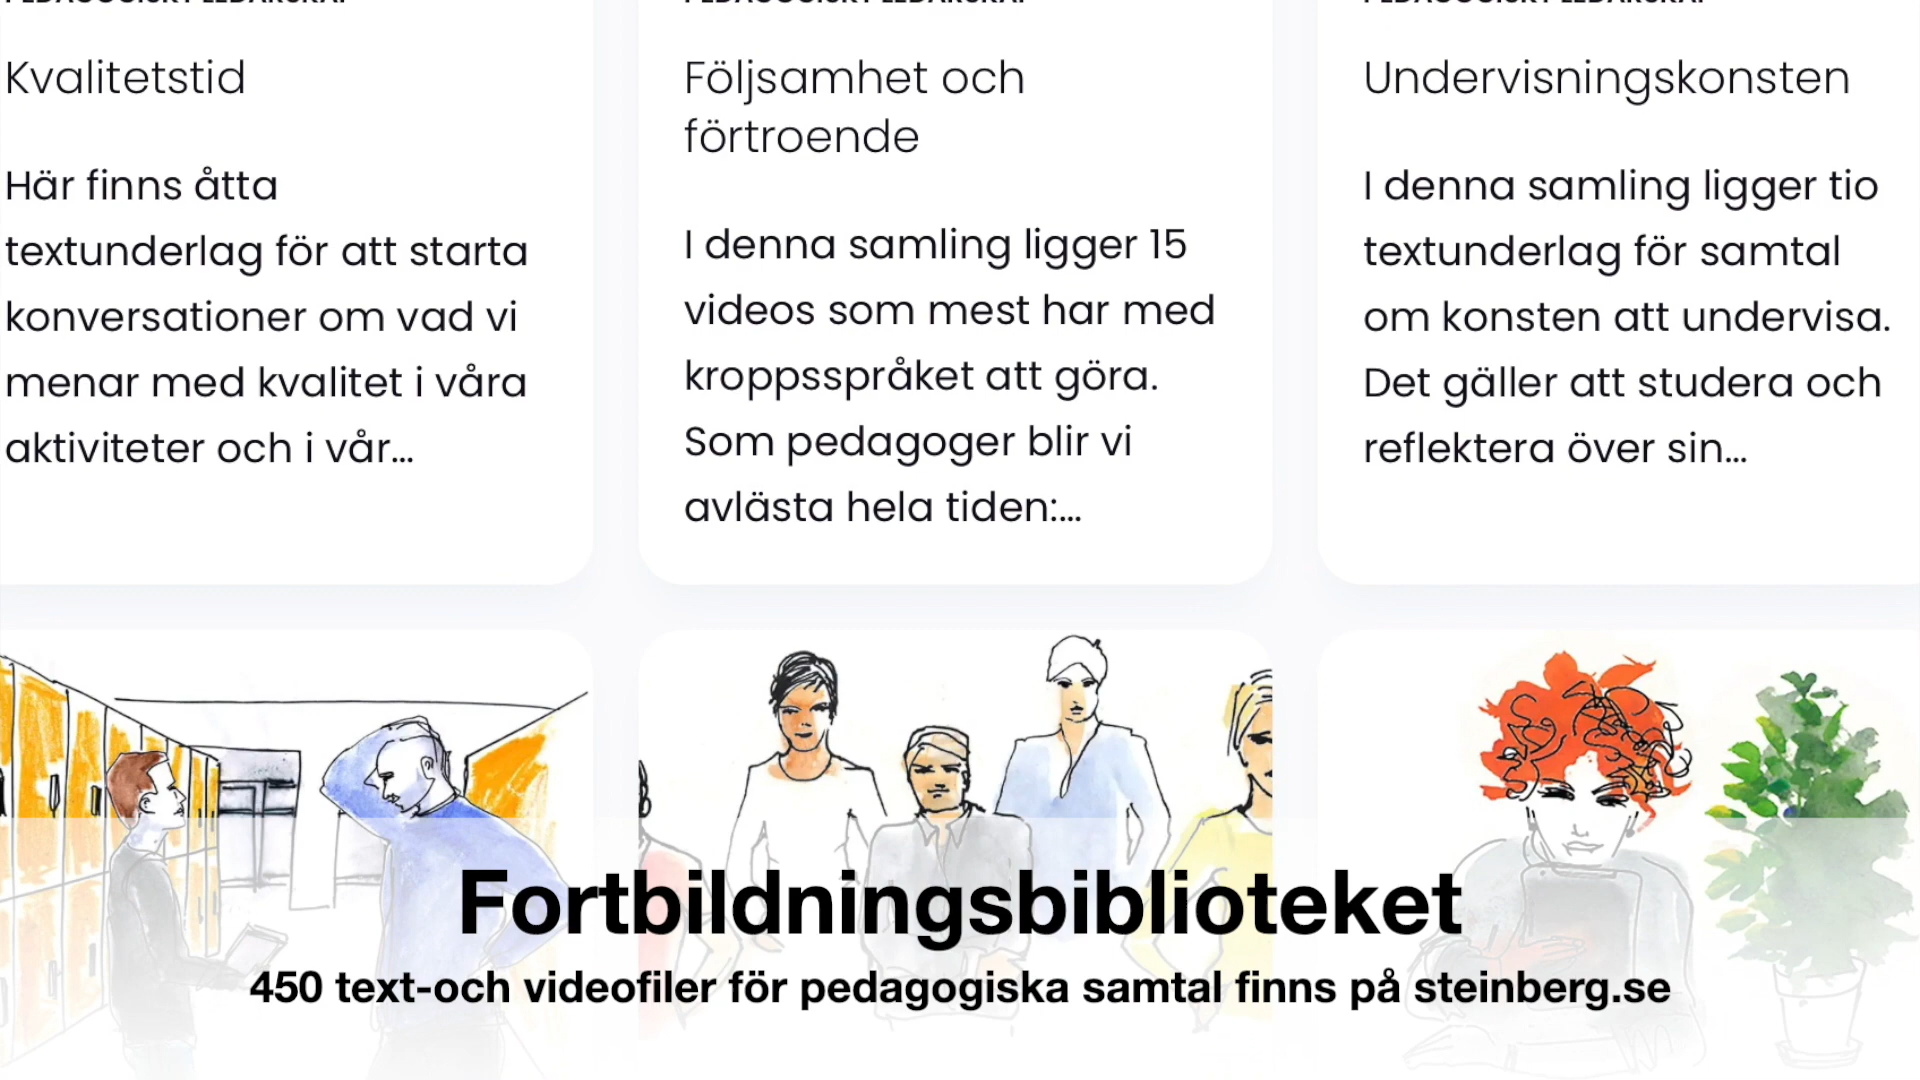 Kvalitetstid
Här finns åtta
textunderlag för att starta
konversationer om vad vi
menar med kvalitet i våra
aktiviteter och i vår...
Följsamhet och
förtroende
I denna samling ligger 15
videos som mest har med
kroppsspråket att göra.
Som pedagoger blir vi
avlästa hela tiden:...
Undervisningskonsten
I denna samling ligger tio
textunderlag för samtal
om konsten att undervisa.
Det gäller att studera och
reflektera över sin...
Fortbildningsbiblioteket
450 text-och videofiler för pedagogiska samtal finns på steinberg.se